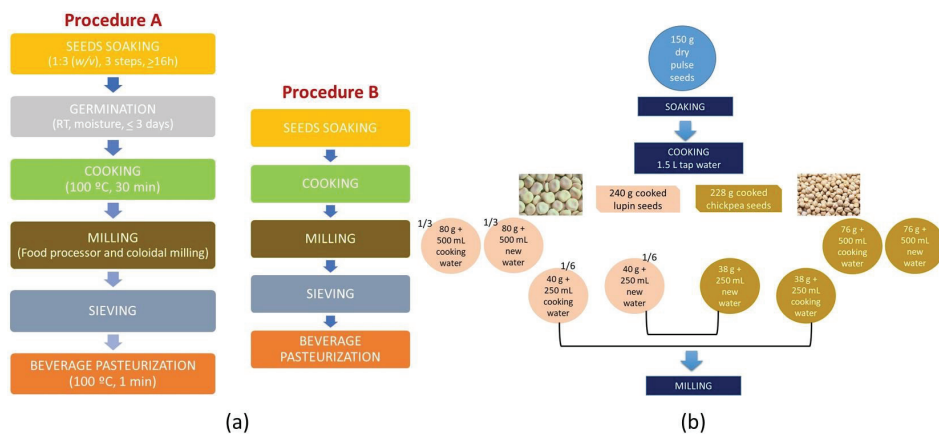 Procedure A
SEEDS SOAKING
(1:3 (w/v), 3 steps, ≥16h)
GERMINATION
(RT, moisture, ≤ 3 days)
COOKING
(100 ºC, 30 min)
MILLING
(Food processor and coloidal milling)
SIEVING
BEVERAGE PASTEURIZATION
(100 ºC, 1 min)
Procedure B
SEEDS SOAKING
COOKING
MILLING
SIEVING
BEVERAGE
PASTEURIZATION
(a)
150 g
dry
pulse
seeds
SOAKING
COOKING
1.5 L tap water
240 g cooked
lupin seeds
228 g cooked
chickpea seeds
1/3
80 g +
500 mL
cooking
water
1/3
80 g +
500 mL
new
water
76 g +
500 mL
cooking
water
76 g +
500 mL
new
water
1/6
40 g +
250 mL
cooking
water
1/6
40 g +
250 mL
new
water
38 g +
250 mL
new
water
38 g +
250 mL
cooking
water
MILLING
(b)